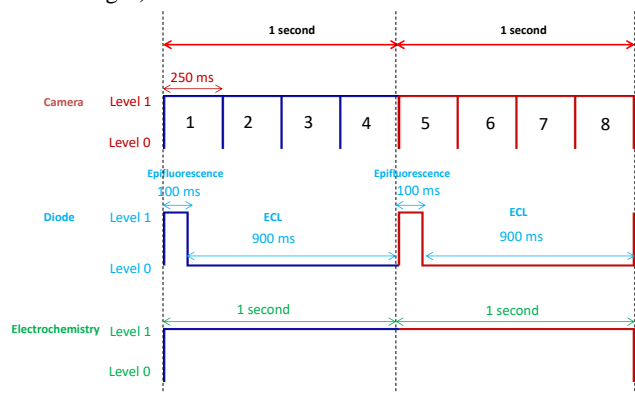 1 second 1 second
250 ms
Camera Level 1
1 2 3 4 5 6 7 8
Level 0
Epifluorescence Epifluorescence
100 ms 100 ms
Diode Level 1 ECL ECL
900 ms 900 ms
Level 0
1 second 1 second
Electrochemistry Level 1
Level 0